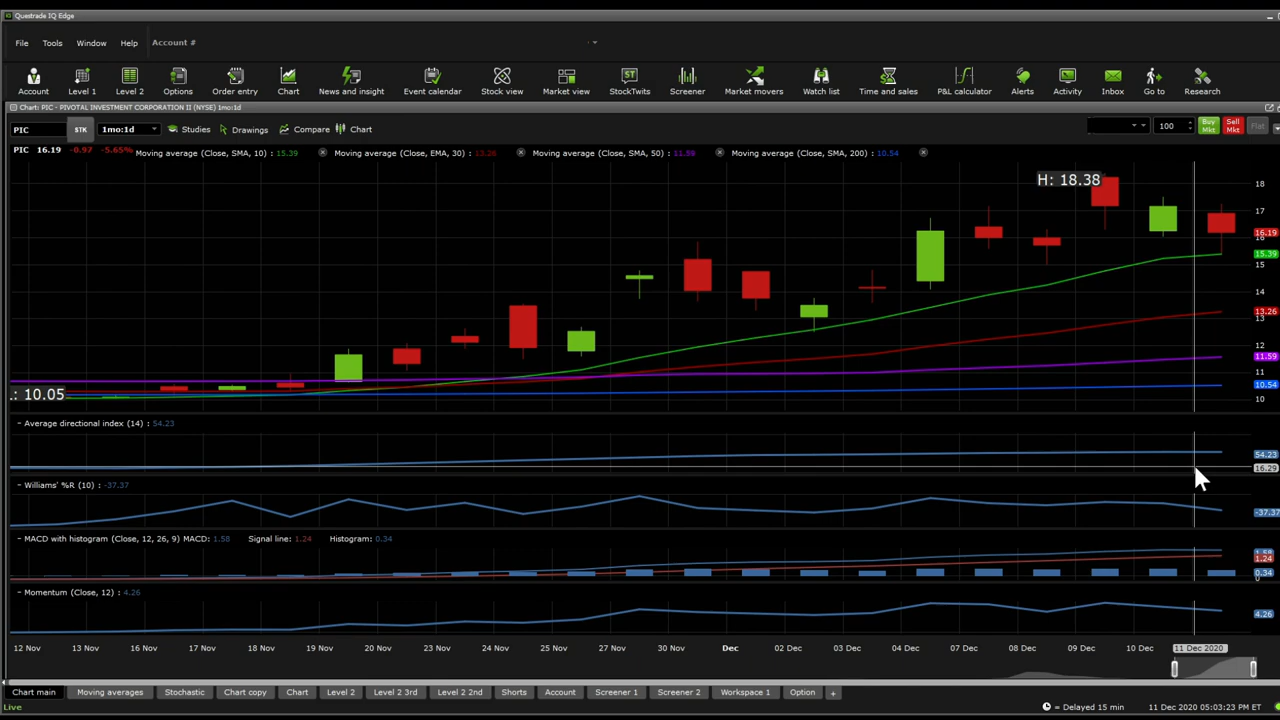 Questrade IQ Edge
File Tools Window Help Account #
Account Level 1 Level 2 Options Order entry Chart News and insight Event calendar Stock view Market view StockTwits Screener Market movers Watch list Time and sales P&L calculator Alerts Activity Inbox Go to Research
Chart: PIC - PIVOTAL INVESTMENT CORPORATION II (NYSE) 1mo:1d
PIC STK 1mo:1d Studies Drawings Compare Chart 100 Buy Mkt Sell Mkt Flat
PIC 16.19 -0.97 -5.65% Moving average (Close, SMA, 10) : 15.39 Moving average (Close, EMA, 30) : 13.26 Moving average (Close, SMA, 50) : 11.59 Moving average (Close, SMA, 200) : 10.54
H: 18.38
18
17
16.19
16
15.39
15
14
13.26
13
12
11.59
11
10.54
10
: 10.05
Average directional index (14) : 54.23
54.23
16.29
Williams' %R (10) : -37.37
-37.37
MACD with histogram (Close, 12, 26, 9) MACD: 1.58 Signal line: 1.24 Histogram: 0.34
1.58
1.24
0.34
0
Momentum (Close, 12) : 4.26
4.26
12 Nov 13 Nov 16 Nov 17 Nov 18 Nov 19 Nov 20 Nov 23 Nov 24 Nov 25 Nov 27 Nov 30 Nov Dec 02 Dec 03 Dec 04 Dec 07 Dec 08 Dec 09 Dec 10 Dec 11 Dec 2020
Chart main Moving averages Stochastic Chart copy Chart Level 2 Level 2 3rd Level 2 2nd Shorts Account Screener 1 Screener 2 Workspace 1 Option +
Live = Delayed 15 min 11 Dec 2020 05:03:23 PM ET